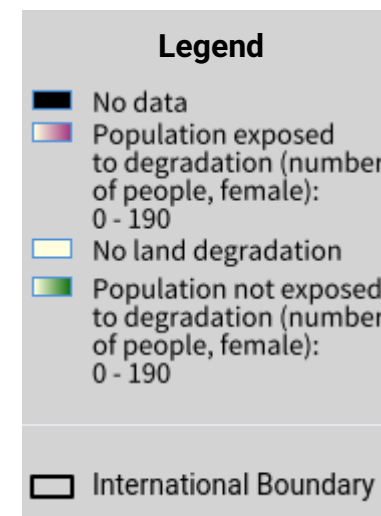 Legend
No data
Population exposed
to degradation (number
of people, female):
0 - 190
No land degradation
Population not exposed
to degradation (number
of people, female):
0 - 190
International Boundary